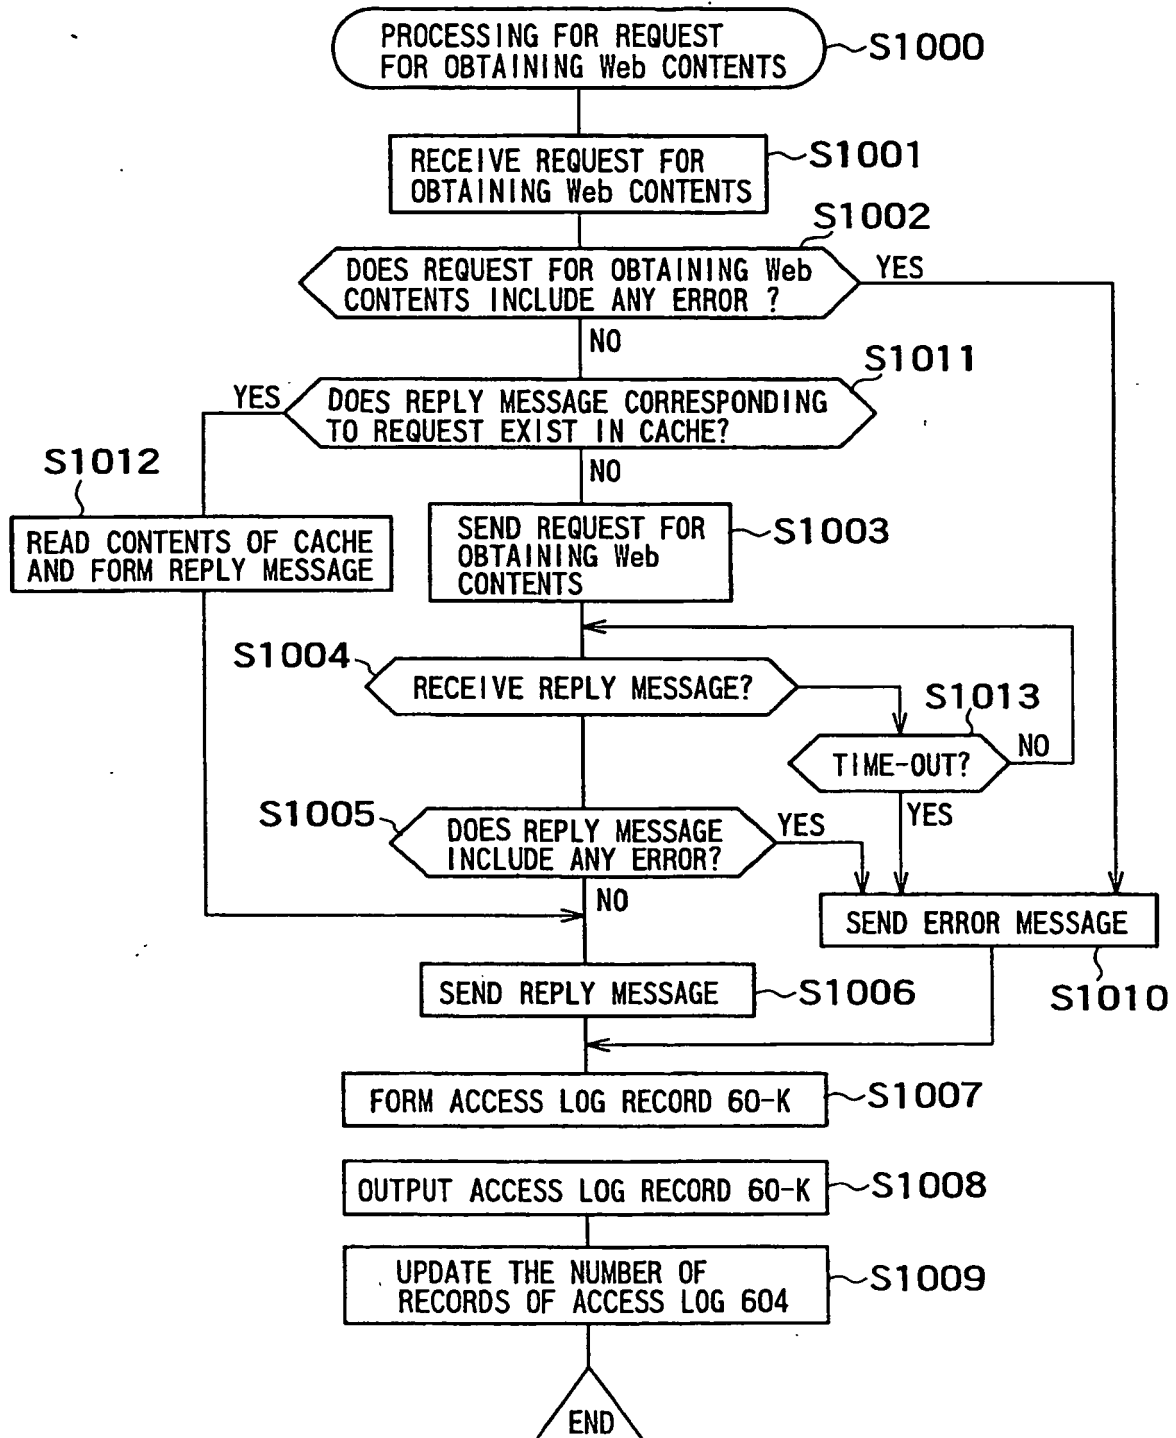 PROCESSING FOR REQUEST
FOR OBTAINING Web CONTENTS
S1000
RECEIVE REQUEST FOR
OBTAINING Web CONTENTS
S1001
S1002
DOES REQUEST FOR OBTAINING Web
CONTENTS INCLUDE ANY ERROR ?
YES
NO
S1011
YES
DOES REPLY MESSAGE CORRESPONDING
TO REQUEST EXIST IN CACHE?
NO
S1012
READ CONTENTS OF CACHE
AND FORM REPLY MESSAGE
SEND REQUEST FOR
OBTAINING Web
CONTENTS
S1003
S1004
RECEIVE REPLY MESSAGE?
S1013
TIME-OUT?
NO
YES
S1005
DOES REPLY MESSAGE
INCLUDE ANY ERROR?
YES
NO
SEND ERROR MESSAGE
S1010
SEND REPLY MESSAGE
S1006
FORM ACCESS LOG RECORD 60-K
S1007
OUTPUT ACCESS LOG RECORD 60-K
S1008
UPDATE THE NUMBER OF
RECORDS OF ACCESS LOG 604
S1009
END